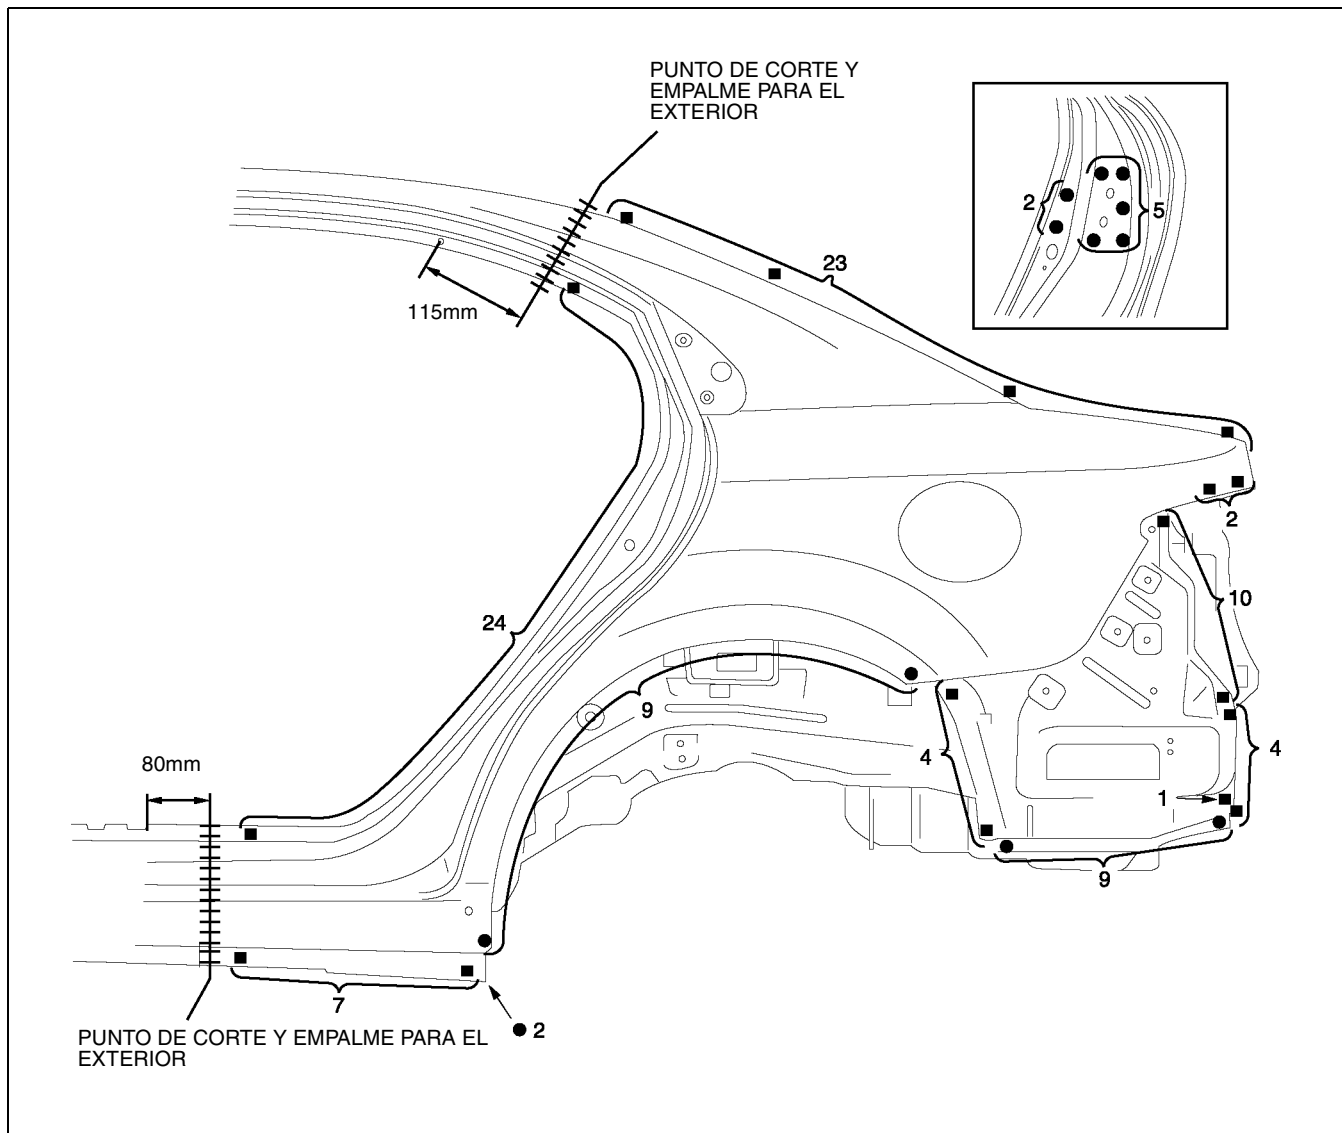 PUNTO DE CORTE Y
EMPALME PARA EL
EXTERIOR
2
5
23
115mm
2
10
24
9
4
4
80mm
1
9
7
2
PUNTO DE CORTE Y EMPALME PARA EL
EXTERIOR